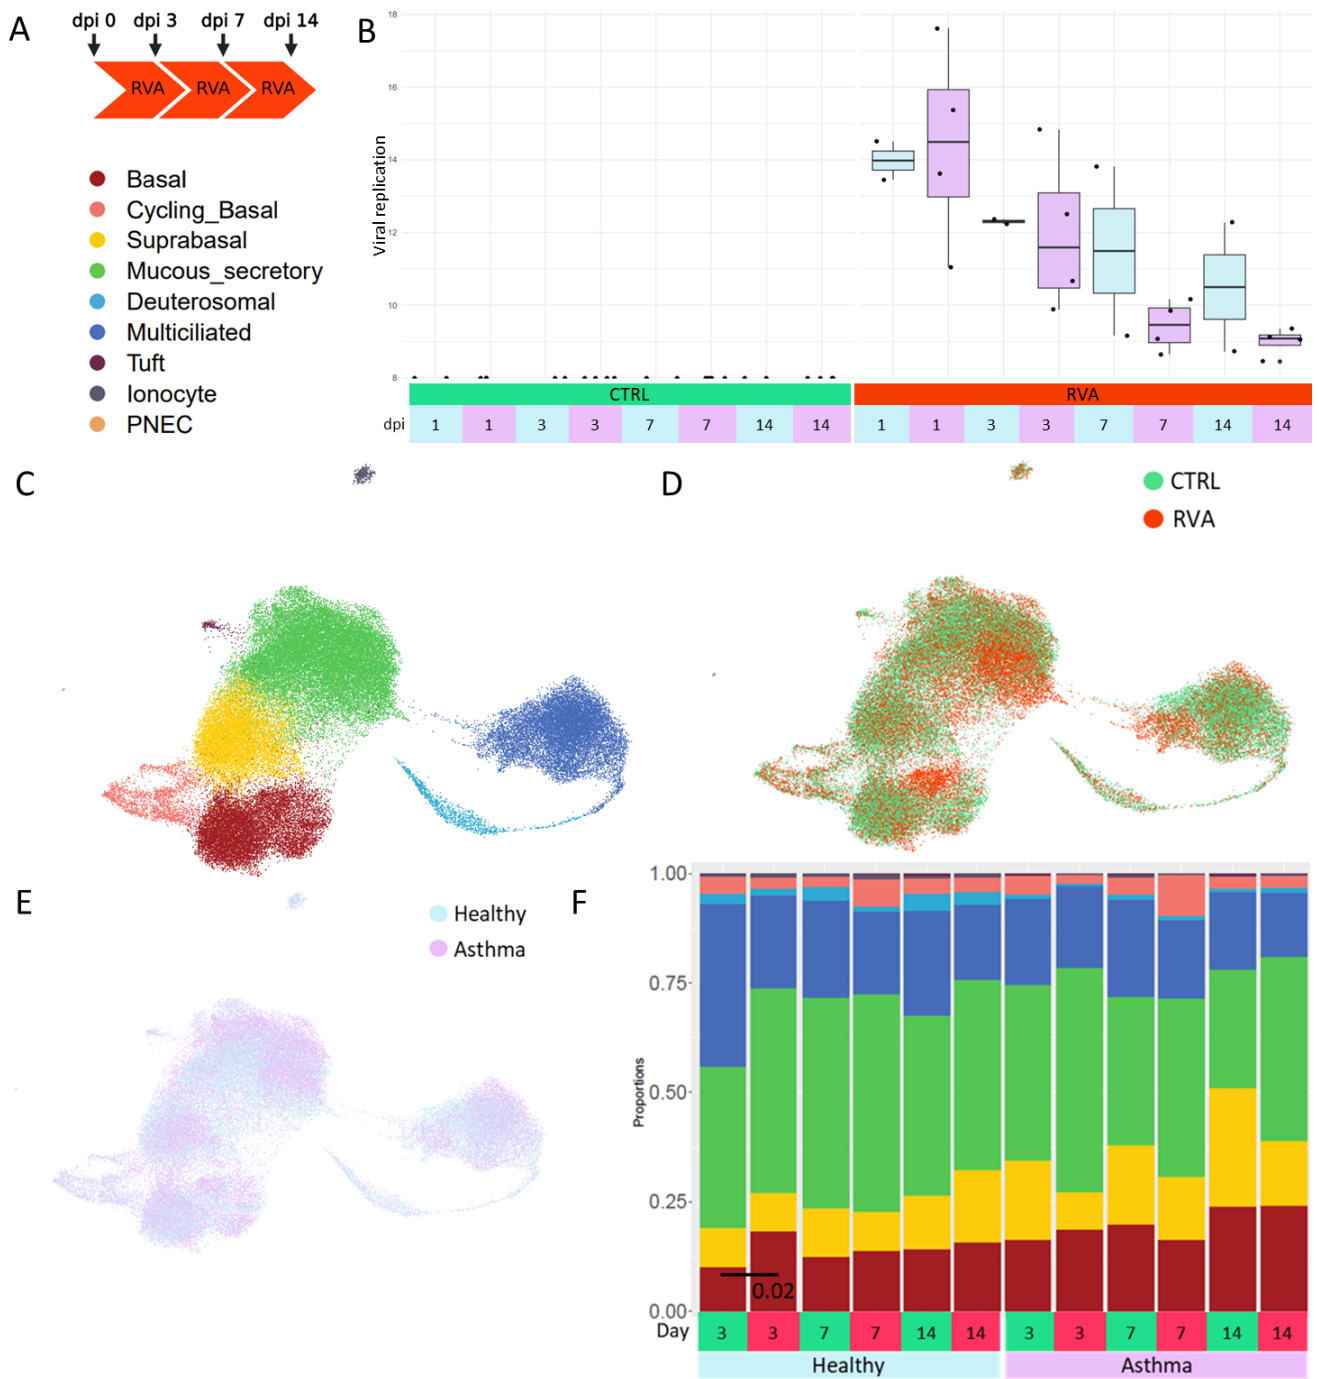 A
dpi 0 dpi 3 dpi 7 dpi 14
RVA RVA RVA
Basal
Cycling_Basal
Suprabasal
Mucous_secretory
Deuterosomal
Multiciliated
Tuft
Ionocyte
PNEC
B
Viral replication
18
16
14
12
10
8
CTRL RVA
dpi 1 1 3 3 7 7 14 14 1 1 3 3 7 7 14 14
C
D
CTRL
RVA
E
Healthy
Asthma
F
Proportions
1.00
0.75
0.50
0.25
0.00
0.02
Day 3 3 7 7 14 14 3 3 7 7 14 14
Healthy Asthma